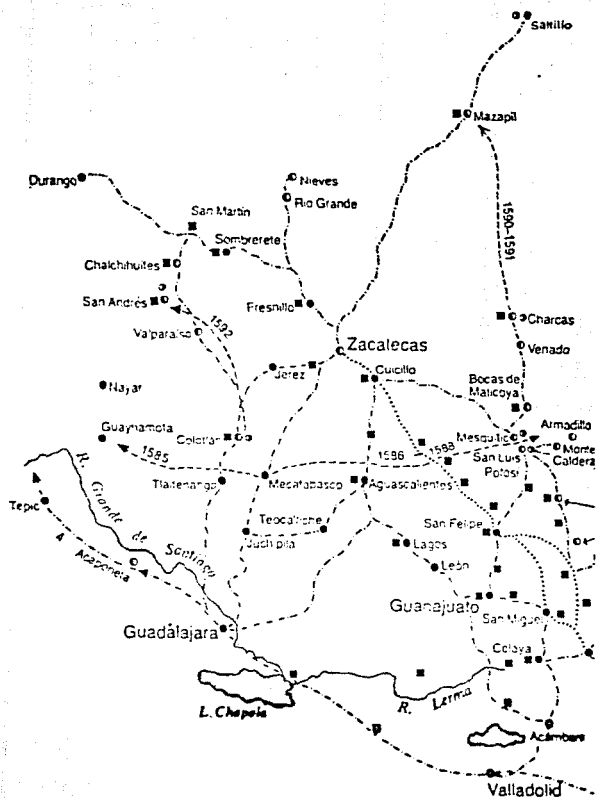 Saltillo
Mazapil
Durango
Nieves
Rio Grande
San Martin
1590-1591
Sombrerete
Chalchihuites
San Andrés
Fresnillo
Charcas
1592
Valparaiso
Zacatecas
Venado
Jerez
Cuicillo
Nayar
Bocas de
Maticoya
Guaynamota
Colotlán
Mesquitic
Armadillo
Monte
Caldera
1585
1586
1588
San Luis
Potosi
R. Grande de Santiago
Tlaltenango
Mecatabasco
Aguascalientes
Tepic
Teocaltiche
Juchipila
San Felipe
4
Acaponeta
Lagos
León
Guanajuato
San Miguel
Guadalajara
Celaya
L. Chapala
R. Lerma
Acámbaro
Valladolid